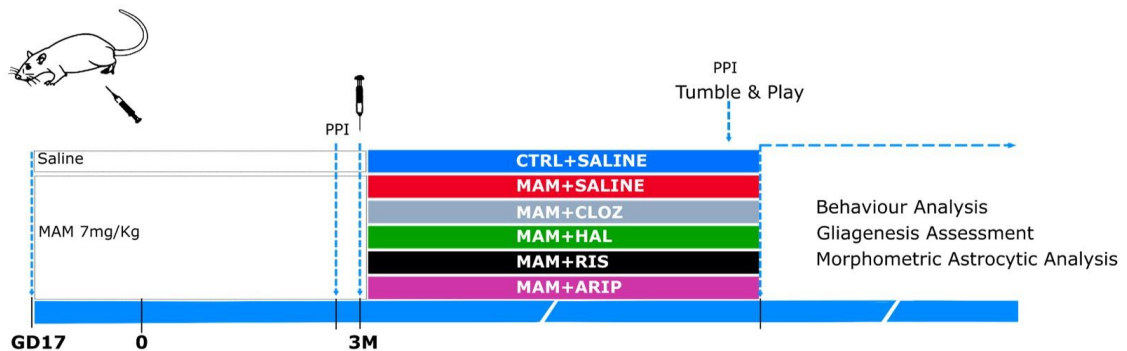 PPI
Tumble & Play
PPI
Saline
CTRL+SALINE
MAM+SALINE
MAM 7mg/Kg
MAM+CLOZ
MAM+HAL
MAM+RIS
MAM+ARIP
Behaviour Analysis
Gliagenesis Assessment
Morphometric Astrocytic Analysis
GD17
0
3M